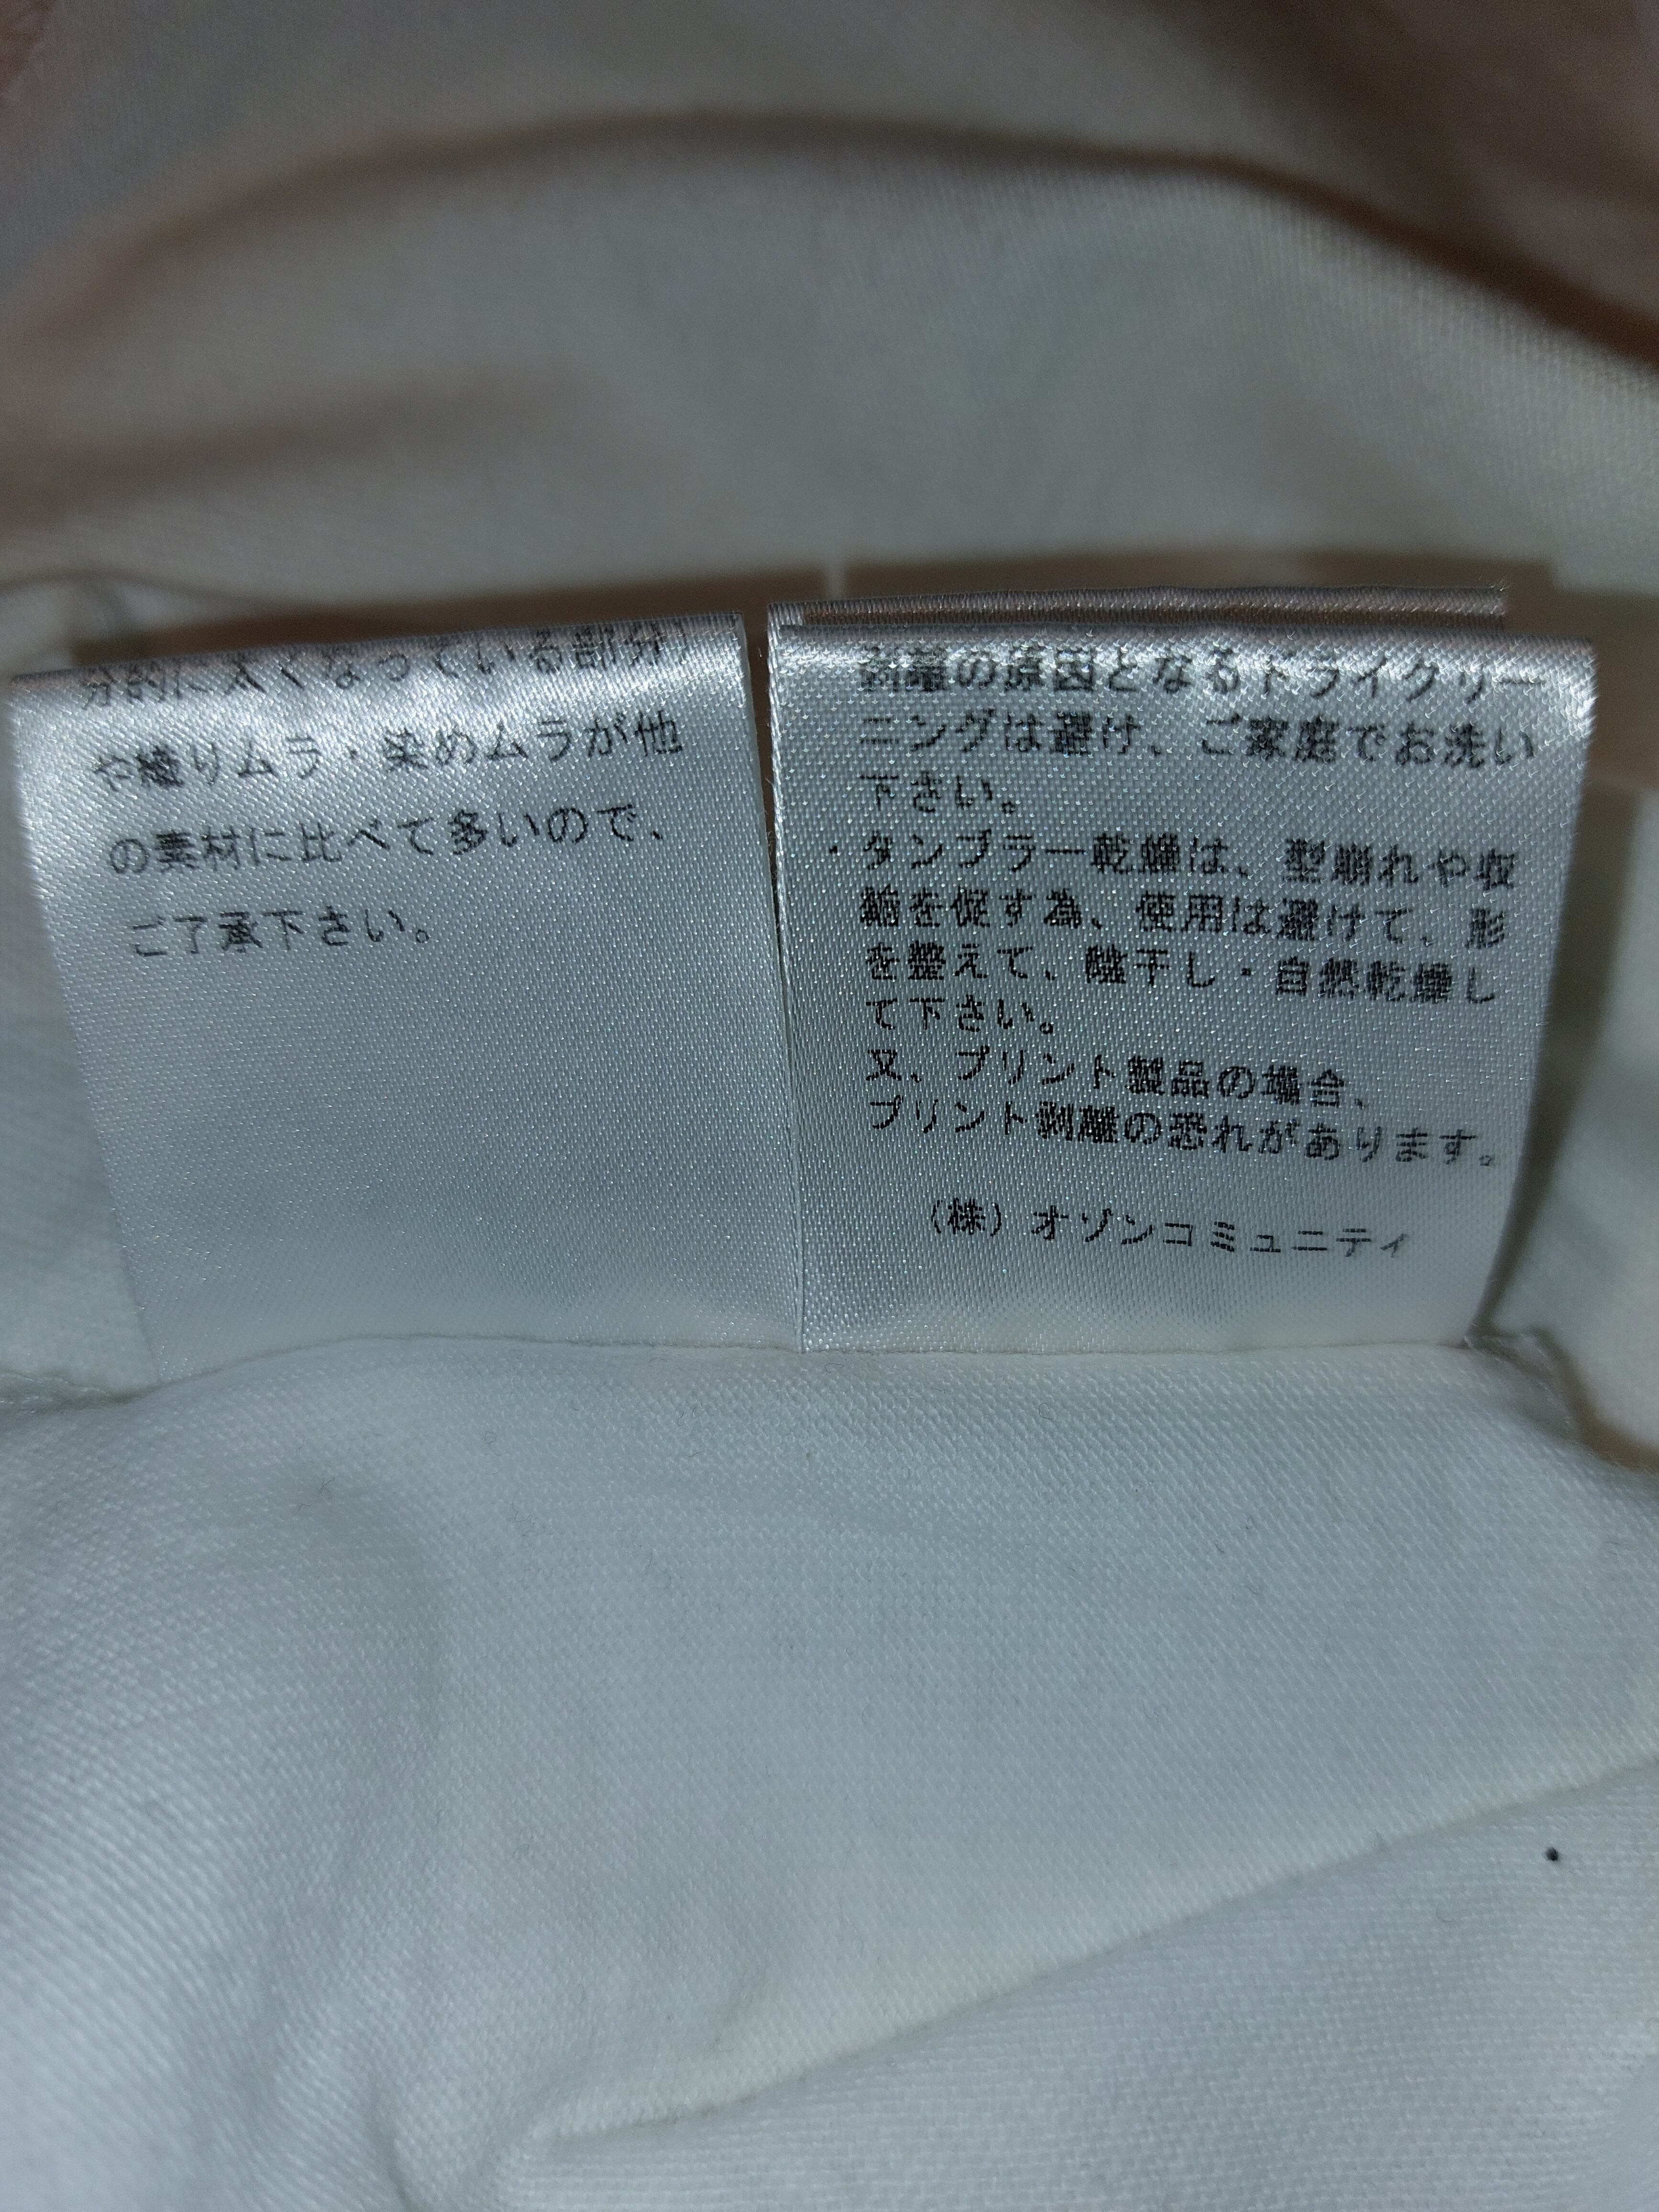 分的に太くなっている部分)
や縫りムラ・染めムラが他
の素材に比べて多いので、
ご了承下さい。
剥離の原因となるドライクリー
ニングは避け、ご家庭でお洗い
下さい。
・タンブラー乾燥は、型崩れや収
縮を促す為、使用は避けて、形
を整えて、陰干し・自然乾燥し
て下さい。
又、プリント製品の場合、
プリント剥離の恐れがあります。
(株)オゾンコミュニティ